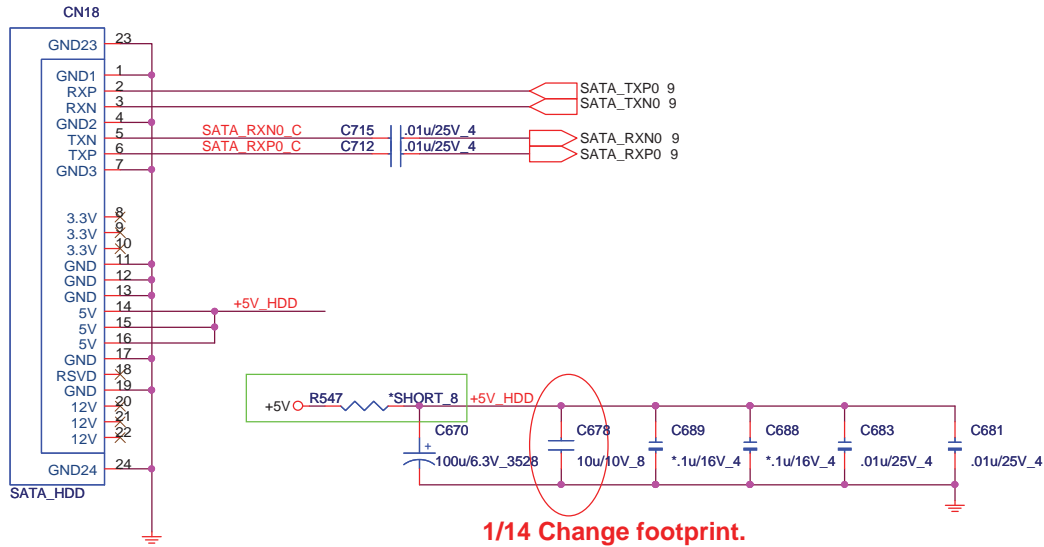 CN18
GND23 23
GND1 1
RXP 2
RXN 3
GND2 4
TXN 5
TXP 6
GND3 7
3.3V 8
3.3V 9
3.3V 10
GND 11
GND 12
GND 13
5V 14
5V 15
5V 16
GND 17
RSVD 18
GND 19
12V 20
12V 21
12V 22
GND24 24
SATA_HDD
SATA_TXP0 9
SATA_TXN0 9
SATA_RXN0_C C715 .01u/25V_4 SATA_RXN0 9
SATA_RXP0_C C712 .01u/25V_4 SATA_RXP0 9
+5V_HDD
+5V R547 *SHORT_8 +5V_HDD
C670 C678 C689 C688 C683 C681
+
100u/6.3V_3528 10u/10V_8 *.1u/16V_4 *.1u/16V_4 .01u/25V_4 .01u/25V_4
1/14 Change footprint.